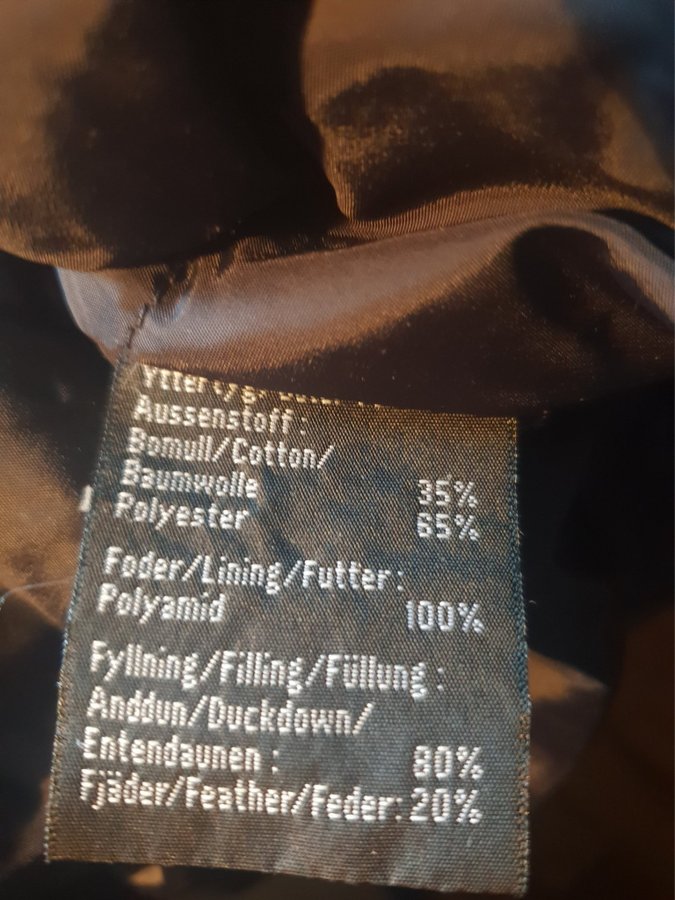 Aussenstoff:
Bomull/Cotton/
Baumwolle 35%
Polyester 65%
Foder/Lining/Futter:
Polyamid 100%
Fyllning/Filling/Füllung:
Anddun/Duckdown/
Entendaunen: 80%
Fjäder/Feather/Feder: 20%